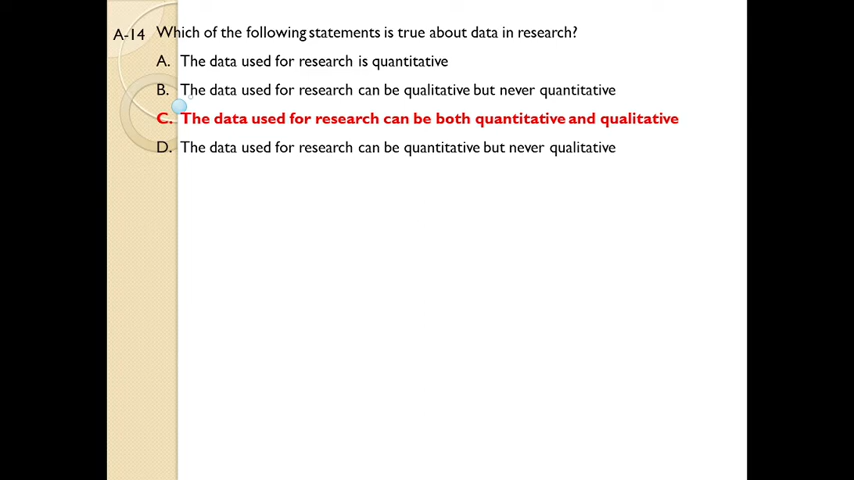 A-14 Which of the following statements is true about data in research?
A. The data used for research is quantitative
B. The data used for research can be qualitative but never quantitative
C. The data used for research can be both quantitative and qualitative
D. The data used for research can be quantitative but never qualitative